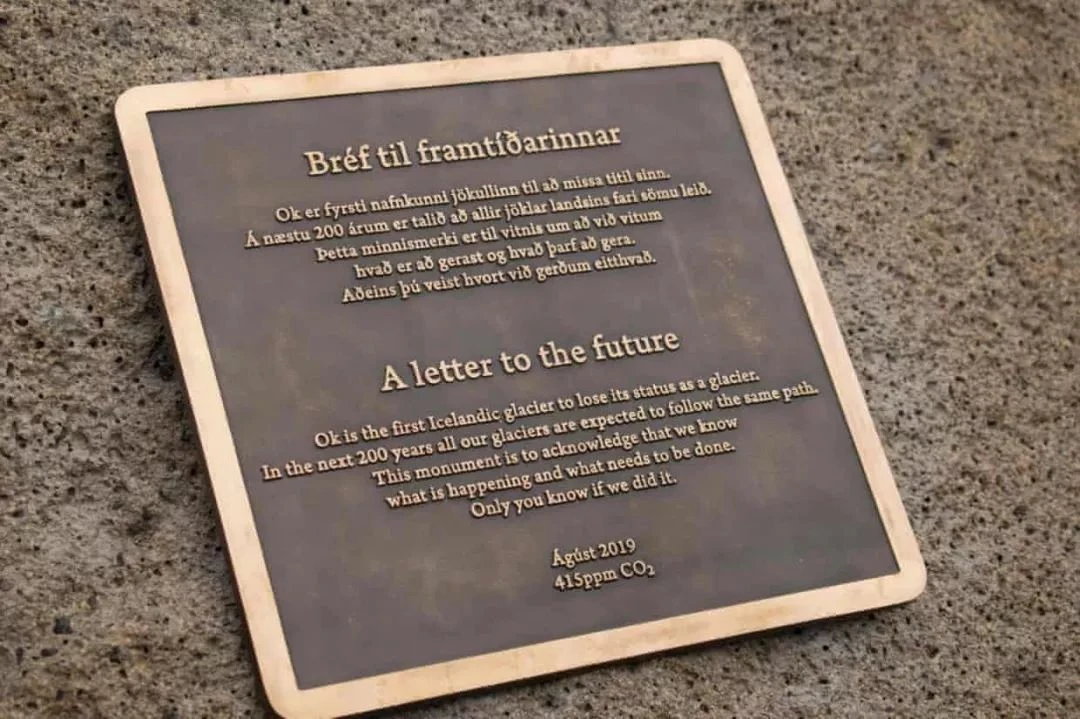 Bréf til framtíðarinnar
Ok er fyrsti nafnkunni jökullinn til að missa titil sinn.
Á næstu 200 árum er talið að allir jöklar landsins fari sömu leið.
Þetta minnismerki er til vitnis um að við vitum
hvað er að gerast og hvað þarf að gera.
Aðeins þú veist hvort við gerðum eitthvað.
A letter to the future
Ok is the first Icelandic glacier to lose its status as a glacier.
In the next 200 years all our glaciers are expected to follow the same path.
This monument is to acknowledge that we know
what is happening and what needs to be done.
Only you know if we did it.
Ágúst 2019
415ppm CO₂